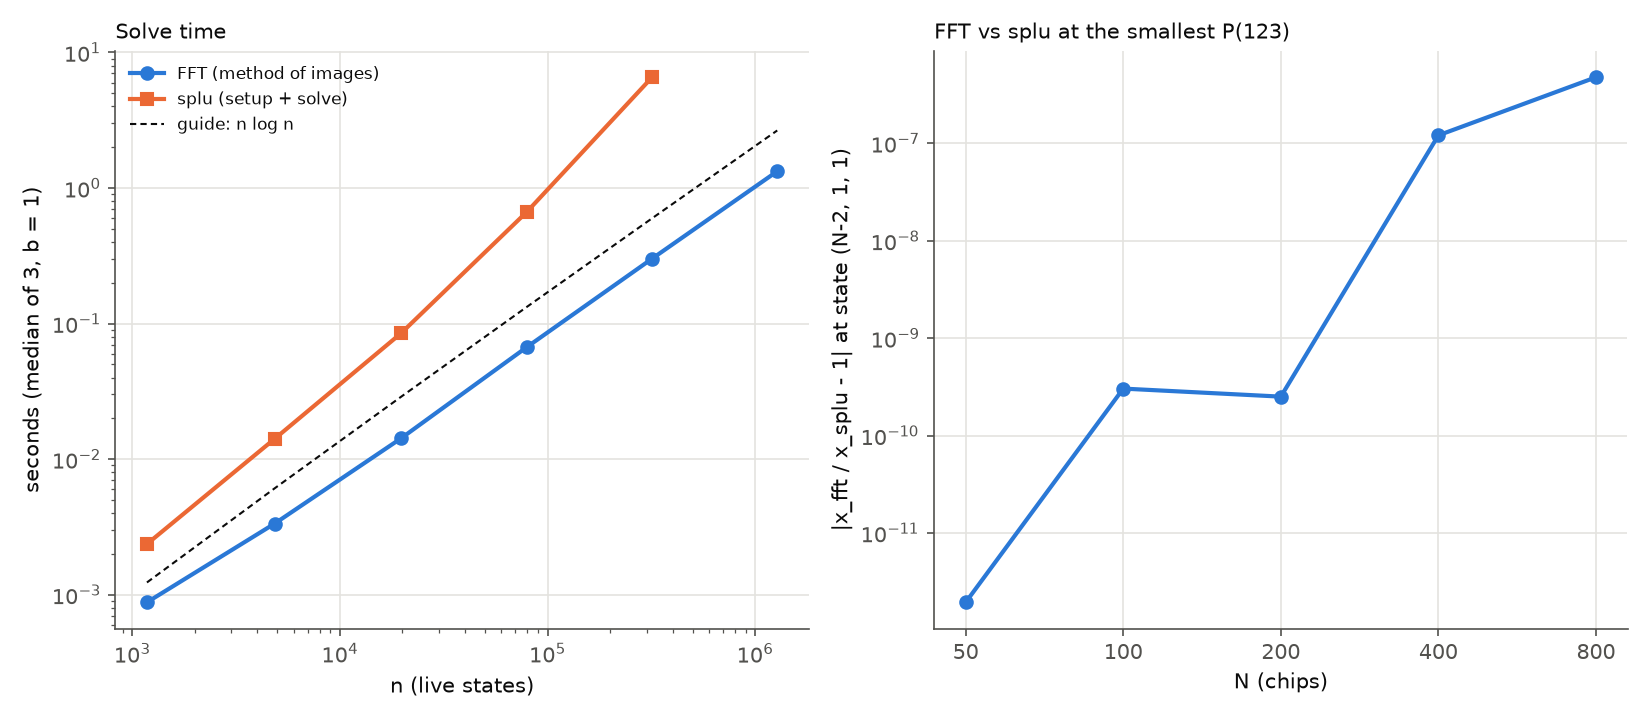 Solve time
FFT (method of images)
splu (setup + solve)
guide: n log n
seconds (median of 3, b = 1)
10^1
10^0
10^−1
10^−2
10^−3
10^3
10^4
10^5
10^6
n (live states)
FFT vs splu at the smallest P(123)
|x_fft / x_splu - 1| at state (N-2, 1, 1)
10^−7
10^−8
10^−9
10^−10
10^−11
50
100
200
400
800
N (chips)